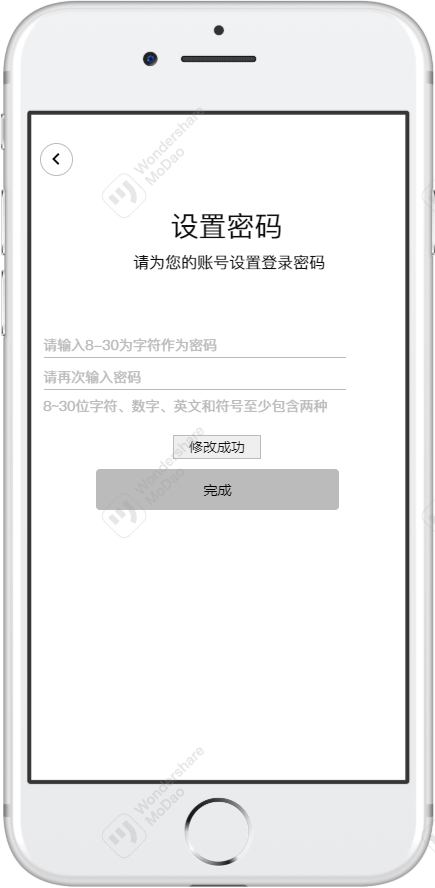 Wondershare
MoDao
设置密码
请为您的账号设置登录密码
请输入8–30为字符作为密码
请再次输入密码
8~30位字符、数字、英文和符号至少包含两种
修改成功
Wondershare
MoDao
完成
Wondershare
MoDao